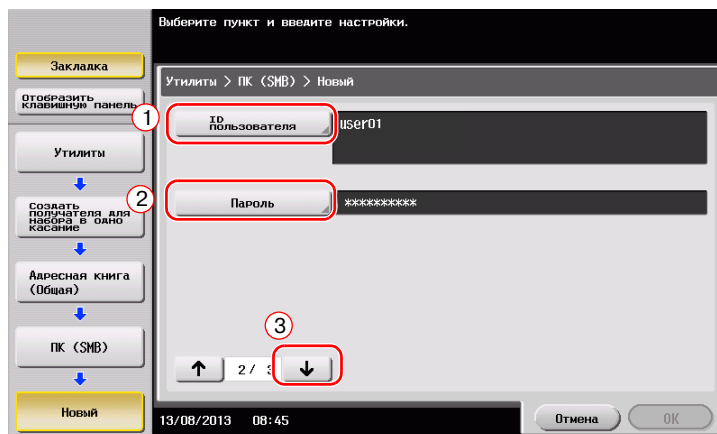 Выберите пункт и введите настройки.
Закладка
Отобразить
клавишную панель
Утилиты
Создать
получателя для
набора в одно
касание
Адресная книга
(Общая)
ПК (SMB)
Новый
Утилиты > ПК (SMB) > Новый
1
ID
пользователя
user01
2
Пароль
**********
3
↑ 2/ 3 ↓
13/08/2013 08:45
Отмена
OK